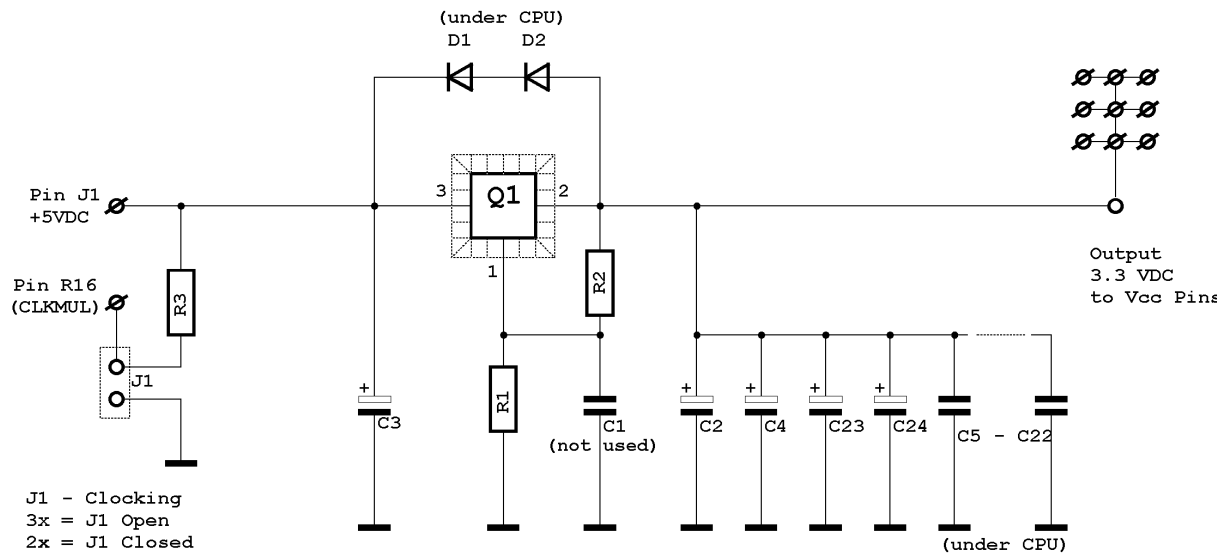 (under CPU)
D1 D2
3 Q1 2
Pin J1
+5VDC
1
R2
Output
3.3 VDC
to Vcc Pins
Pin R16
(CLKMUL)
R3
J1
+ + + + +
R1
C3
C1
(not used)
C2
C4
C23
C24
C5 - C22
J1 - Clocking
3x = J1 Open
2x = J1 Closed
(under CPU)